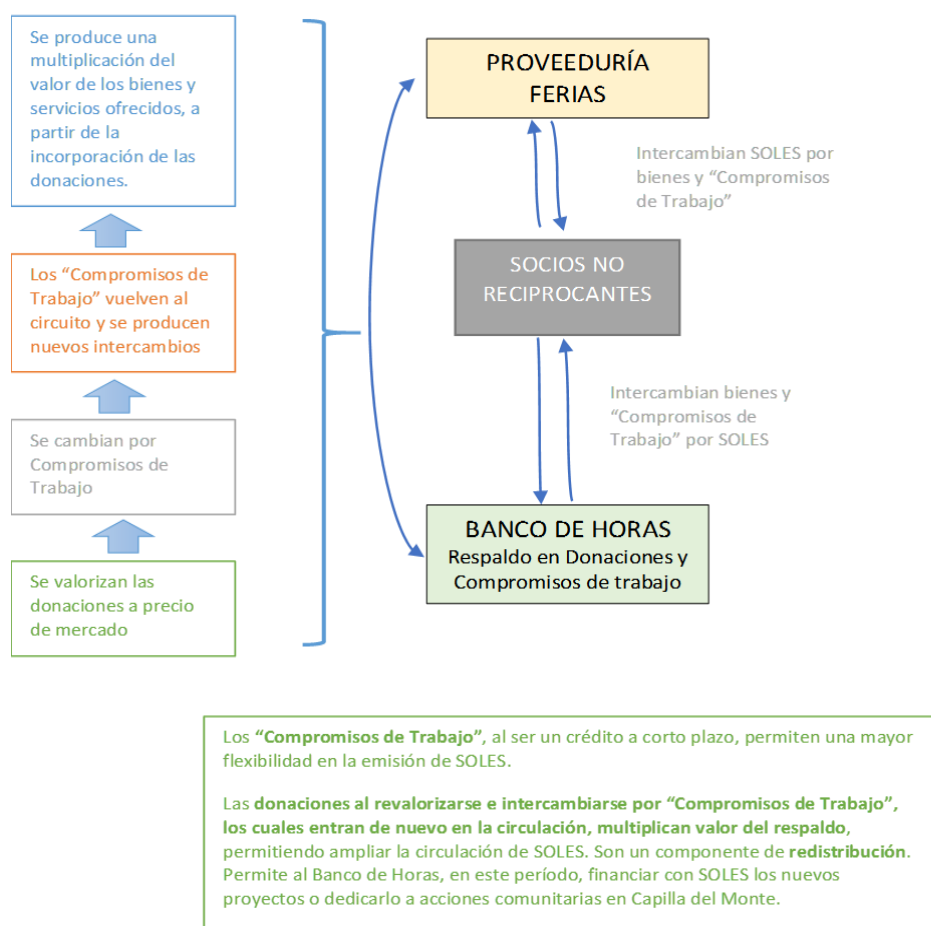 Se produce una
multiplicación del
valor de los bienes y
servicios ofrecidos, a
partir de la
incorporación de las
donaciones.
Los “Compromisos de
Trabajo” vuelven al
circuito y se producen
nuevos intercambios
Se cambian por
Compromisos de
Trabajo
Se valorizan las
donaciones a precio
de mercado
PROVEEDURÍA
FERIAS
Intercambian SOLES por
bienes y “Compromisos
de Trabajo”
SOCIOS NO
RECIPROCANTES
Intercambian bienes y
“Compromisos de
Trabajo” por SOLES
BANCO DE HORAS
Respaldo en Donaciones y
Compromisos de trabajo
Los “Compromisos de Trabajo”, al ser un crédito a corto plazo, permiten una mayor
flexibilidad en la emisión de SOLES.
Las donaciones al revalorizarse e intercambiarse por “Compromisos de Trabajo”,
los cuales entran de nuevo en la circulación, multiplican valor del respaldo,
permitiendo ampliar la circulación de SOLES. Son un componente de redistribución.
Permite al Banco de Horas, en este período, financiar con SOLES los nuevos
proyectos o dedicarlo a acciones comunitarias en Capilla del Monte.